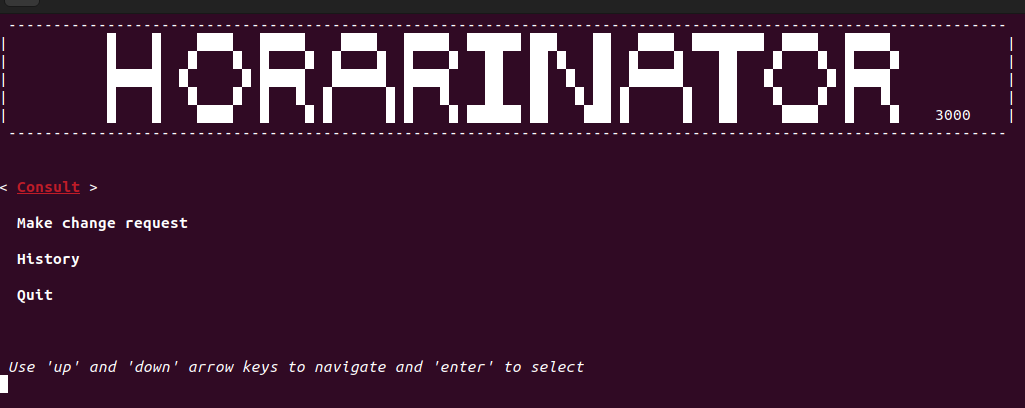 HORARINATOR 3000
< Consult >
Make change request
History
Quit
Use 'up' and 'down' arrow keys to navigate and 'enter' to select